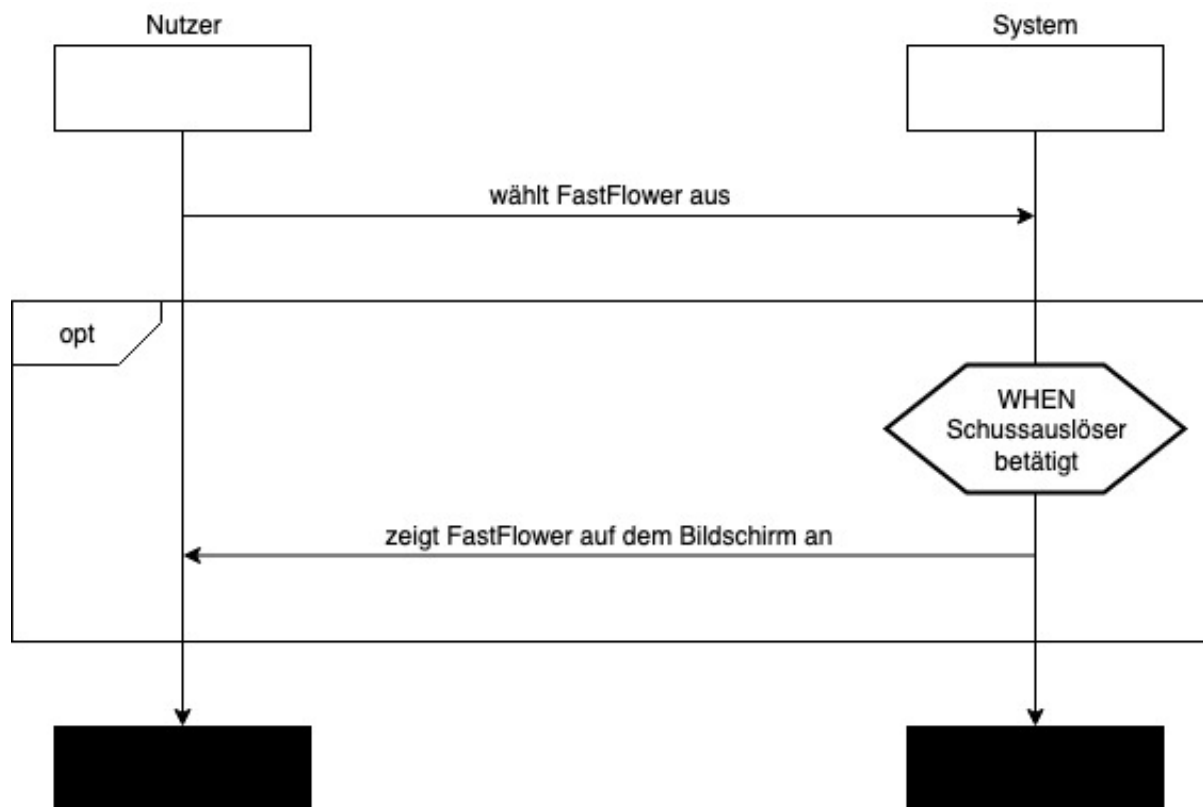 Nutzer
System
wählt FastFlower aus
opt
WHEN
Schussauslöser
betätigt
zeigt FastFlower auf dem Bildschirm an